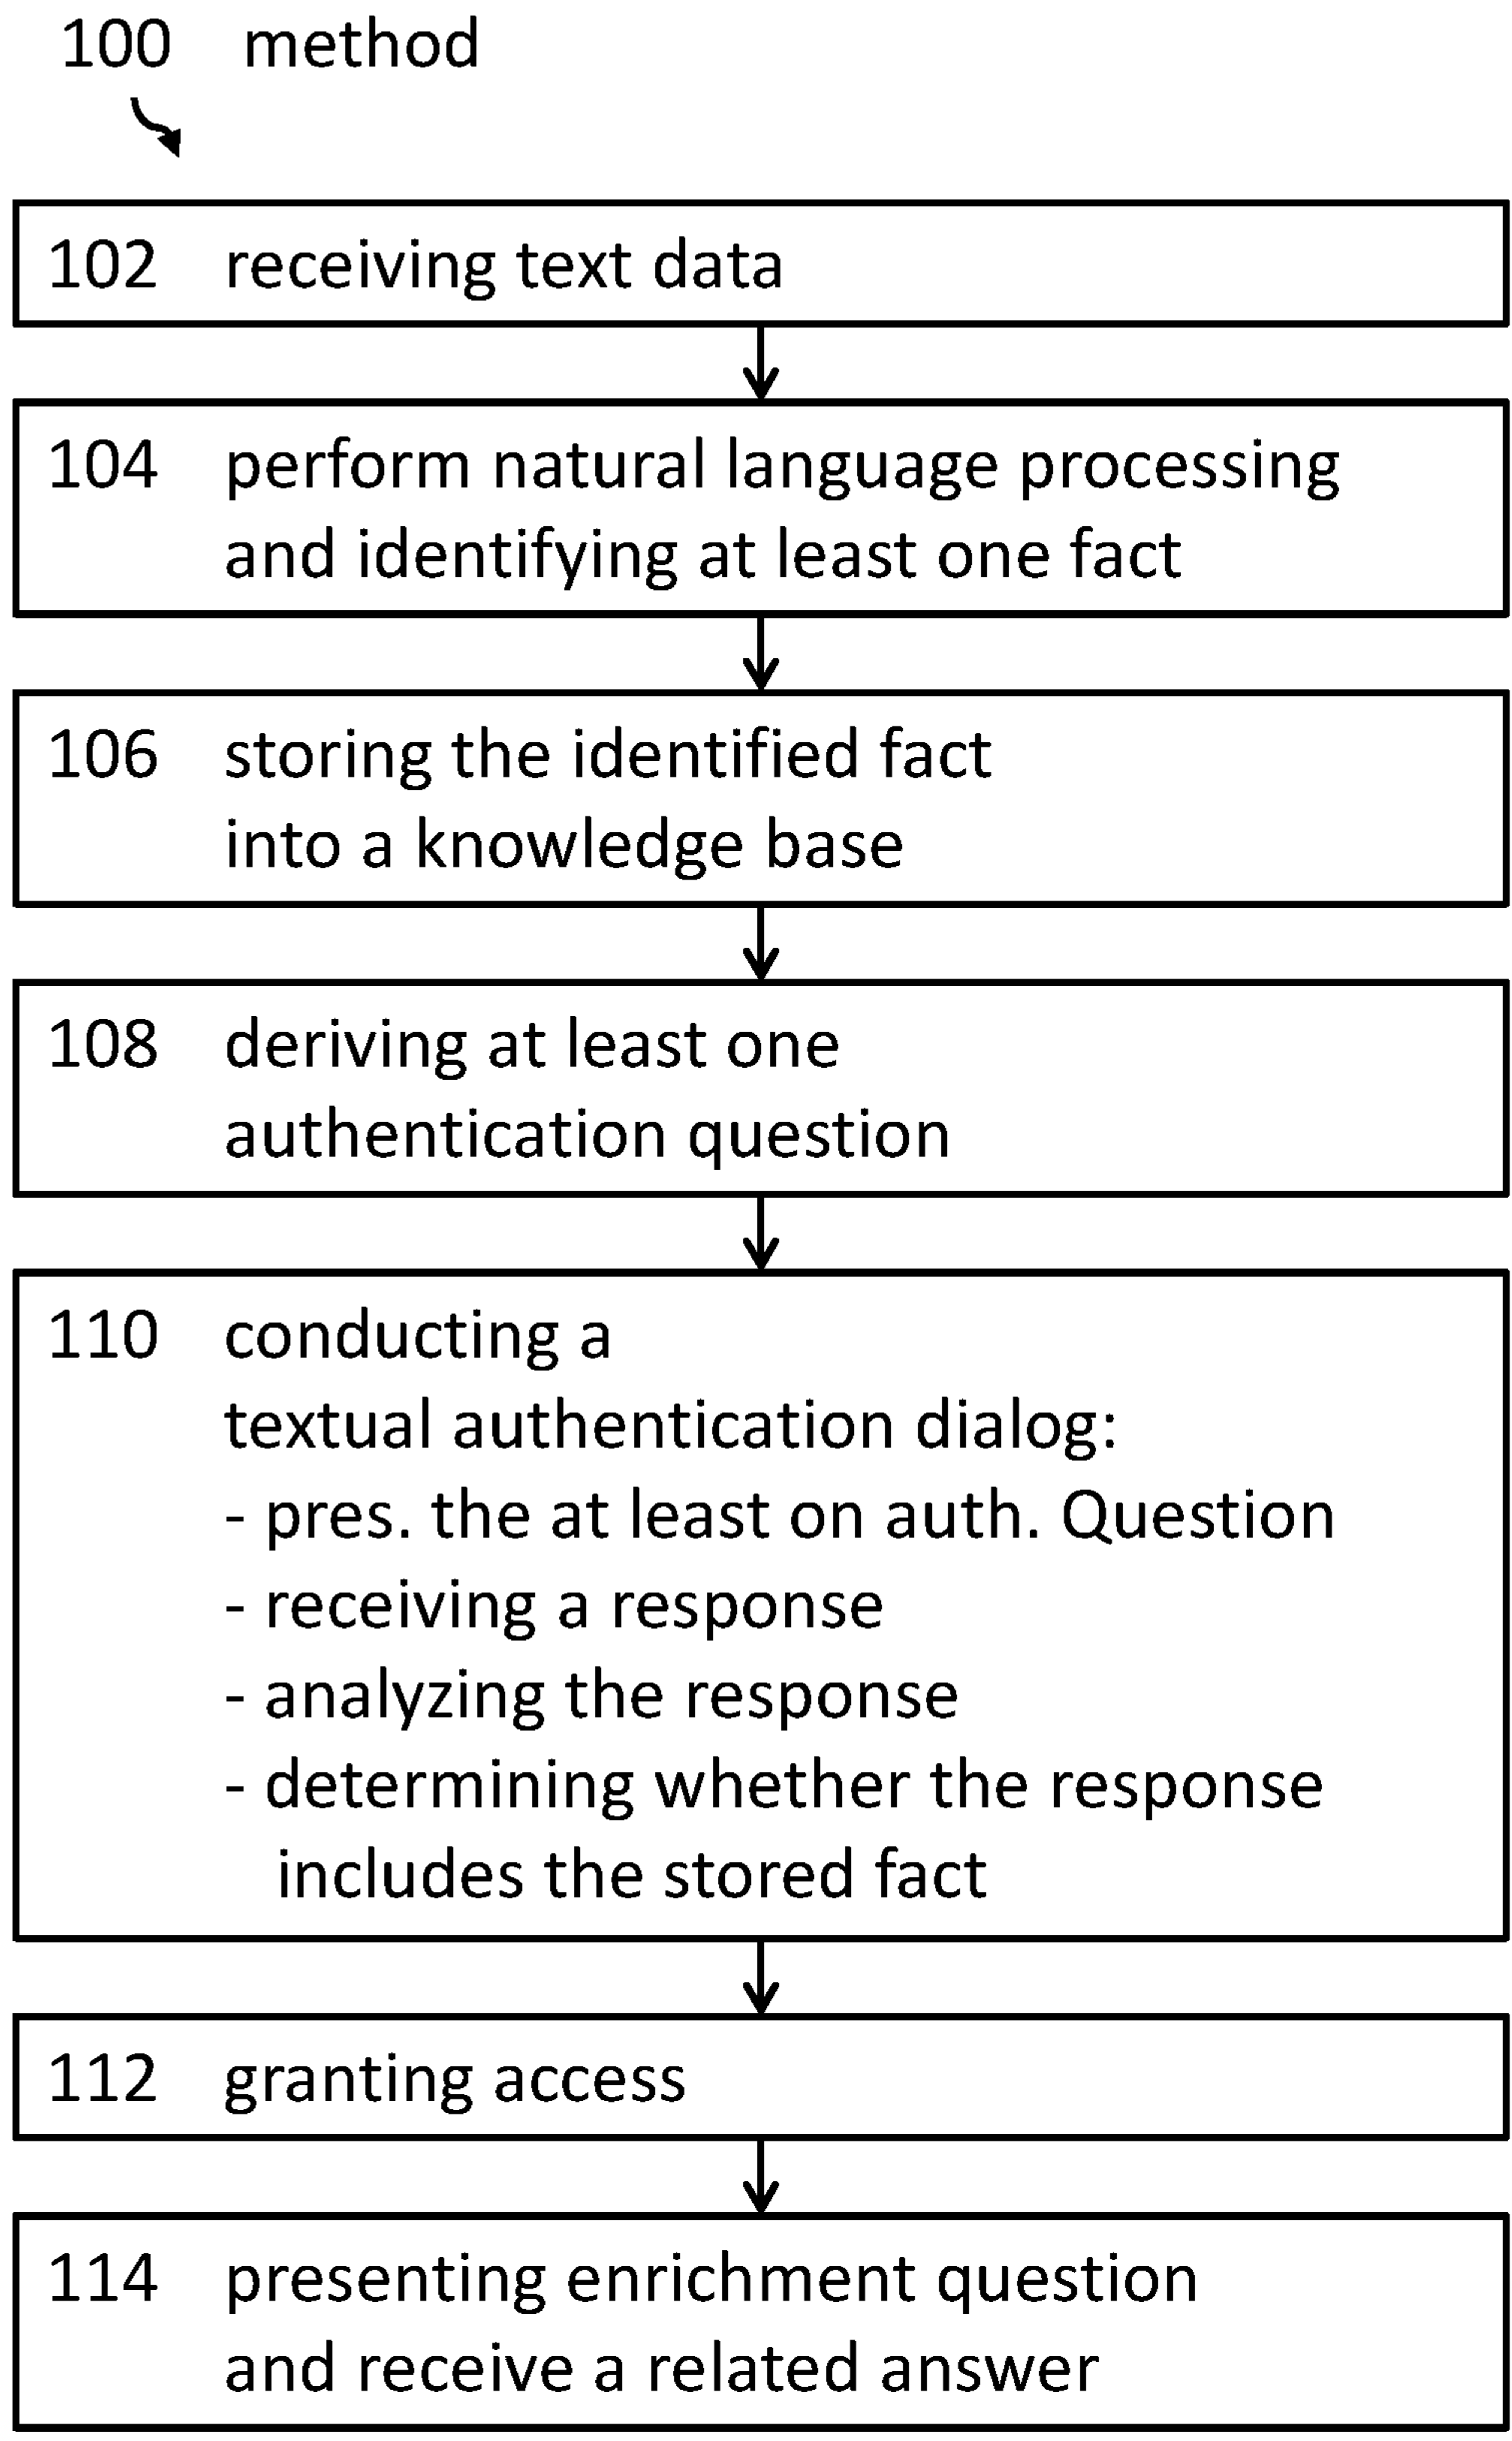 100 method
102 receiving text data
104 perform natural language processing
and identifying at least one fact
106 storing the identified fact
into a knowledge base
108 deriving at least one
authentication question
110 conducting a
textual authentication dialog:
- pres. the at least on auth. Question
- receiving a response
- analyzing the response
- determining whether the response
includes the stored fact
112 granting access
114 presenting enrichment question
and receive a related answer